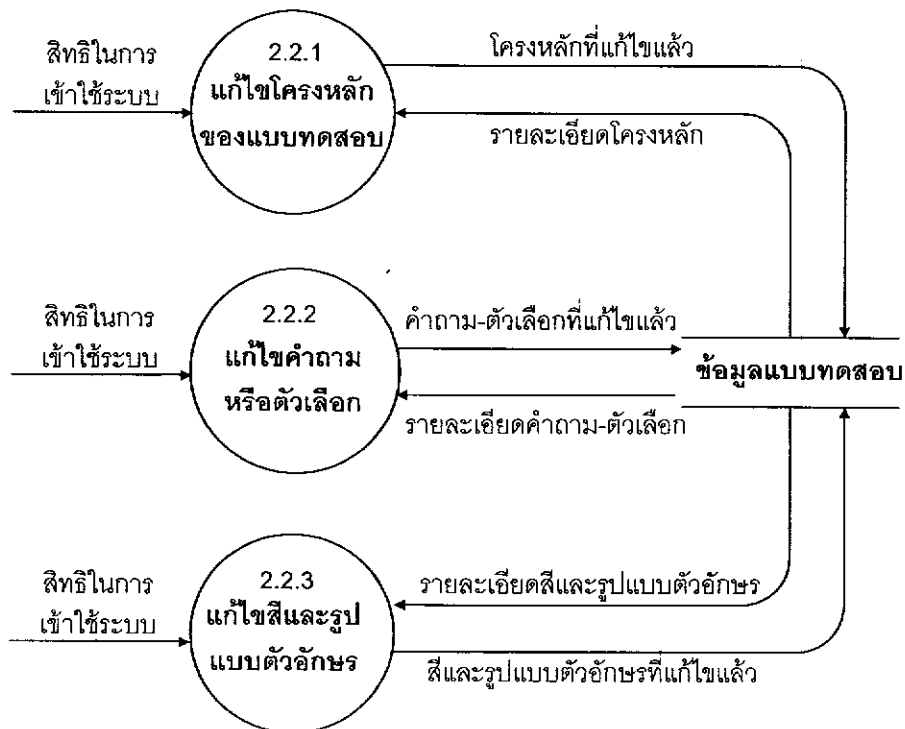 สิทธิในการ
เข้าใช้ระบบ
2.2.1
แก้ไขโครงหลัก
ของแบบทดสอบ
โครงหลักที่แก้ไขแล้ว
รายละเอียดโครงหลัก
สิทธิในการ
เข้าใช้ระบบ
2.2.2
แก้ไขคำถาม
หรือตัวเลือก
คำถาม-ตัวเลือกที่แก้ไขแล้ว
รายละเอียดคำถาม-ตัวเลือก
ข้อมูลแบบทดสอบ
สิทธิในการ
เข้าใช้ระบบ
2.2.3
แก้ไขสีและรูป
แบบตัวอักษร
รายละเอียดสีและรูปแบบตัวอักษร
สีและรูปแบบตัวอักษรที่แก้ไขแล้ว